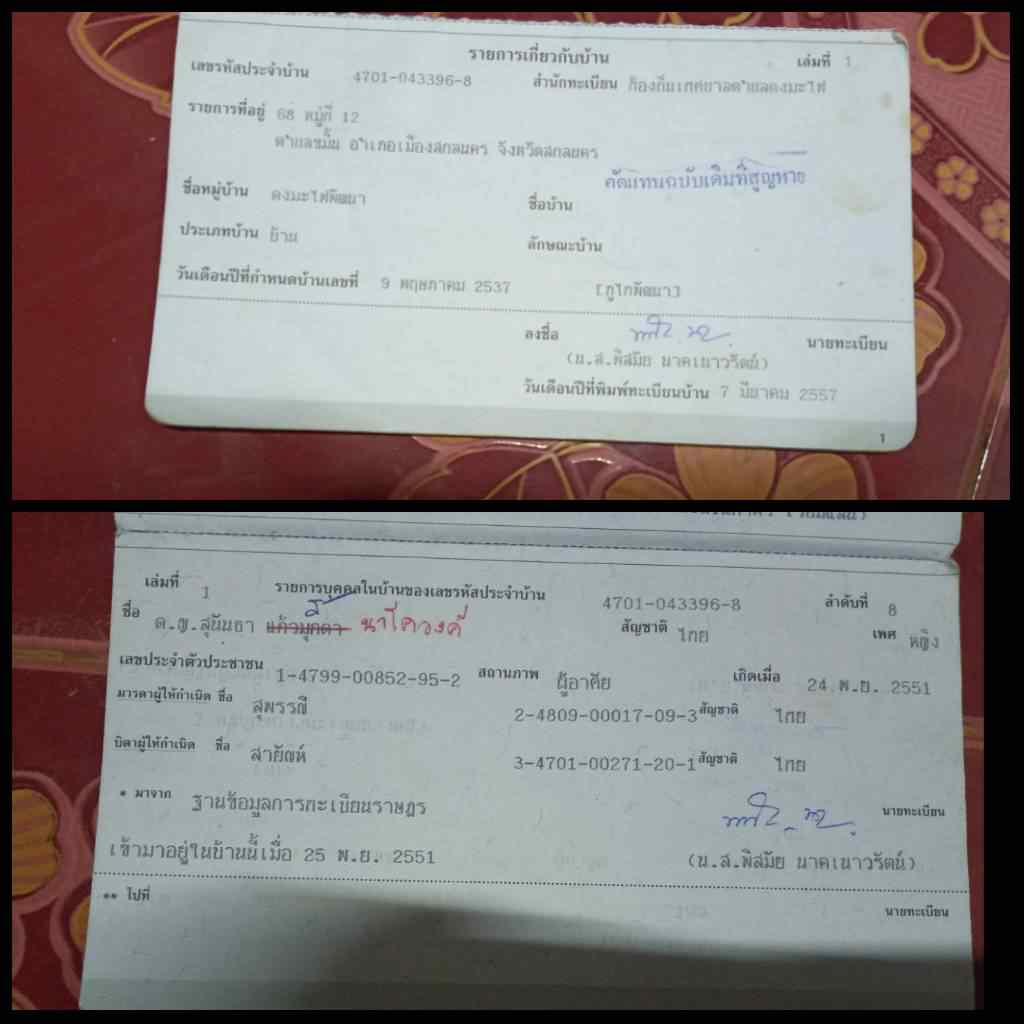 รายการเกี่ยวกับบ้าน เล่มที่ 1
เลขรหัสประจำบ้าน 4701-043396-8 สำนักทะเบียน ท้องถิ่นเทศบาลตำบลดงมะไฟ
รายการที่อยู่ 68 หมู่ที่ 12
ตำบลขมิ้น อำเภอเมืองสกลนคร จังหวัดสกลนคร
คัดแทนฉบับเดิมที่สูญหาย
ชื่อหมู่บ้าน ดงมะไฟพัฒนา ชื่อบ้าน
ประเภทบ้าน บ้าน ลักษณะบ้าน
วันเดือนปีที่กำหนดบ้านเลขที่ 9 พฤษภาคม 2537
ลงชื่อ นายทะเบียน
(น.ส.พิสมัย นาคเนาวรัตน์)
วันเดือนปีที่พิมพ์ทะเบียนบ้าน 7 มีนาคม 2557
1
เล่มที่ 1 รายการบุคคลในบ้านของเลขรหัสประจำบ้าน 4701-043396-8 ลำดับที่ 8
ชื่อ ด.ญ.สุนันธา แก้วมุกดา นาโควงค์ สัญชาติ ไทย เพศ หญิง
เลขประจำตัวประชาชน 1-4799-00852-95-2 สถานภาพ ผู้อาศัย เกิดเมื่อ 24 พ.ย. 2551
มารดาผู้ให้กำเนิด ชื่อ สุพรรณี 2-4809-00017-09-3 สัญชาติ ไทย
บิดาผู้ให้กำเนิด ชื่อ สายัณห์ 3-4701-00271-20-1 สัญชาติ ไทย
* มาจาก ฐานข้อมูลการทะเบียนราษฎร นายทะเบียน
เข้ามาอยู่ในบ้านนี้เมื่อ 25 พ.ย. 2551 (น.ส.พิสมัย นาคเนาวรัตน์)
** ไปที่ นายทะเบียน